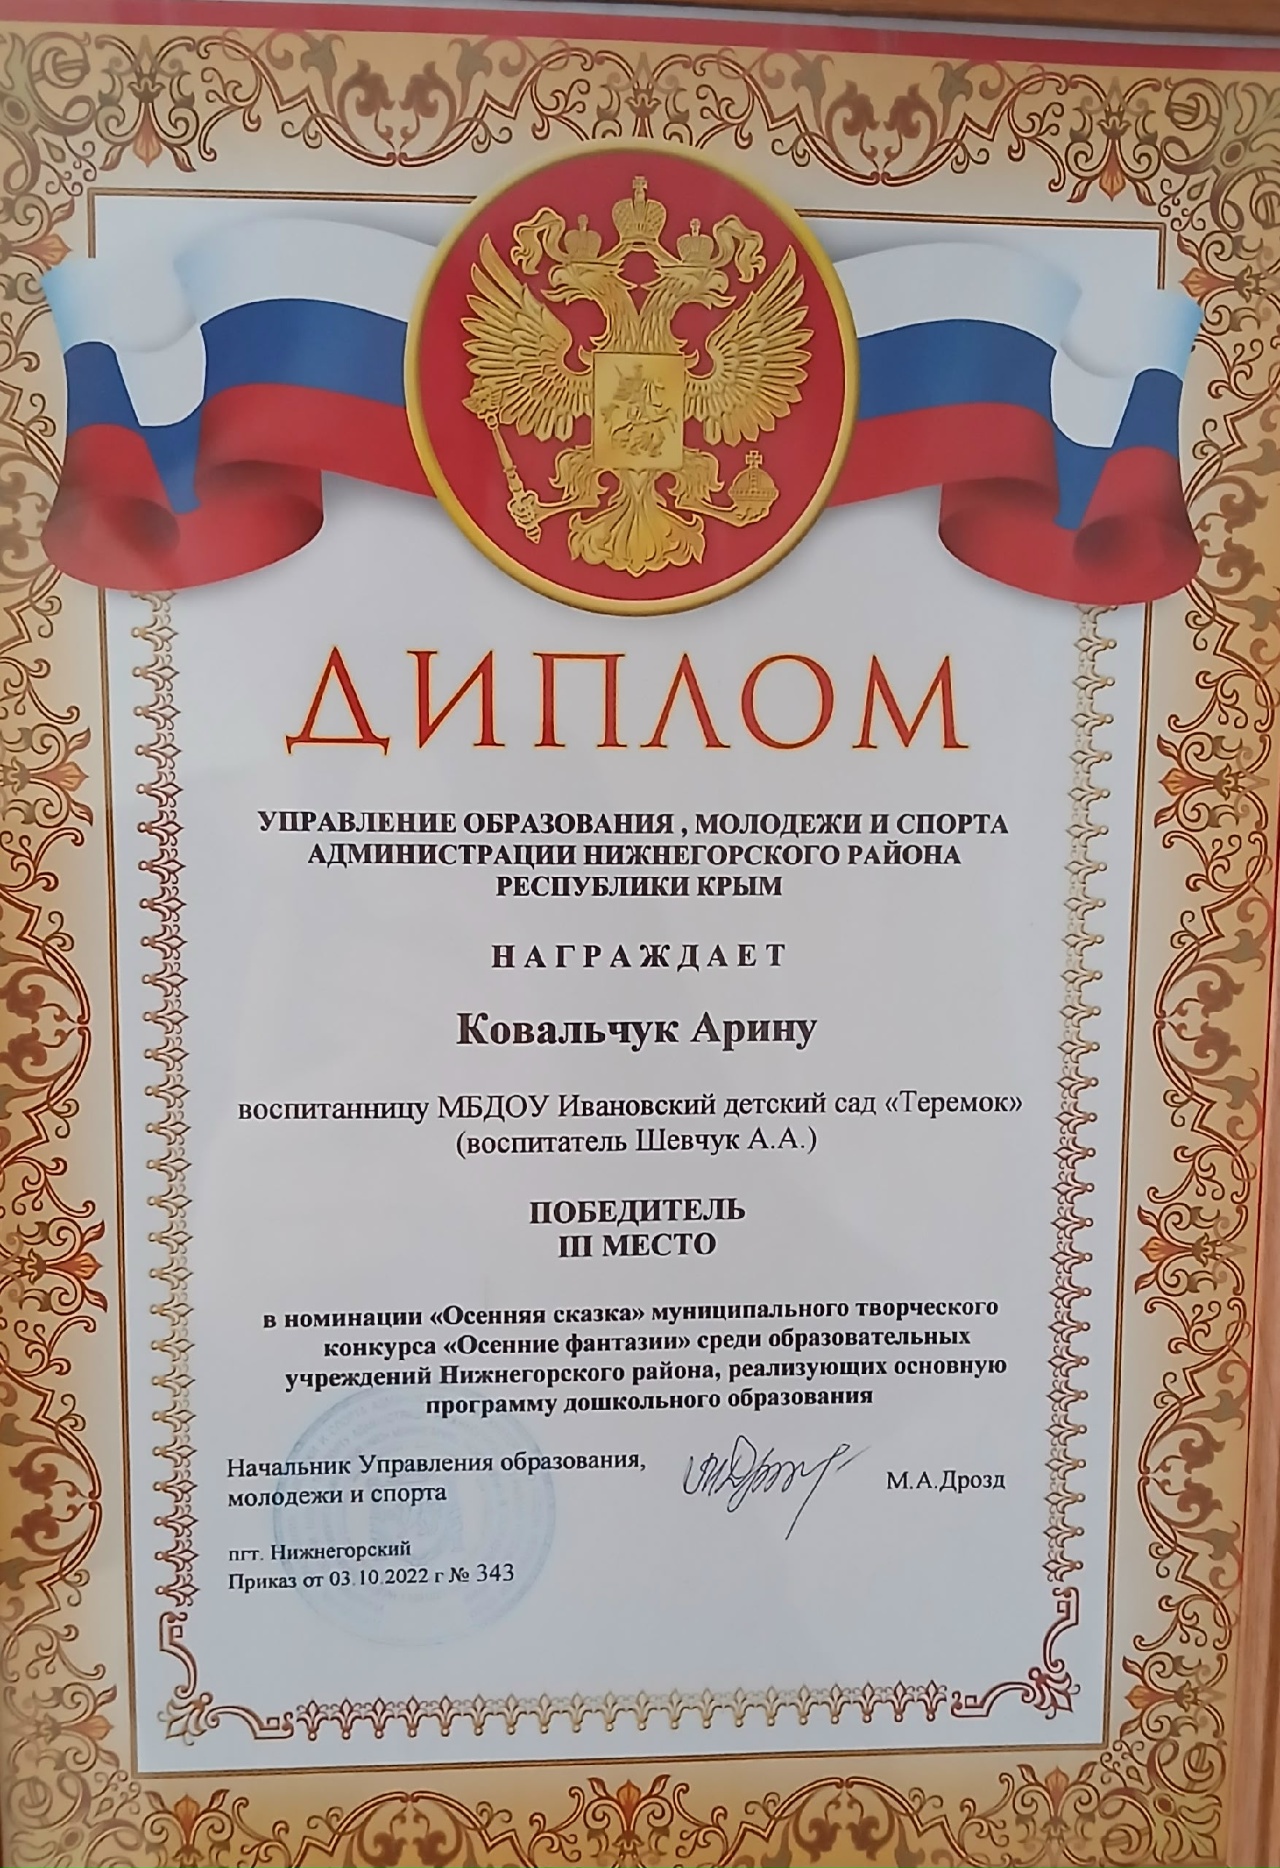 ДИПЛОМ
УПРАВЛЕНИЕ ОБРАЗОВАНИЯ , МОЛОДЕЖИ И СПОРТА
АДМИНИСТРАЦИИ НИЖНЕГОРСКОГО РАЙОНА
РЕСПУБЛИКИ КРЫМ
Н А Г Р А Ж Д А Е Т
Ковальчук Арину
воспитанницу МБДОУ Ивановский детский сад «Теремок»
(воспитатель Шевчук А.А.)
ПОБЕДИТЕЛЬ
III МЕСТО
в номинации «Осенняя сказка» муниципального творческого
конкурса «Осенние фантазии» среди образовательных
учреждений Нижнегорского района, реализующих основную
программу дошкольного образования
Начальник Управления образования,
молодежи и спорта
М.А.Дрозд
пгт. Нижнегорский
Приказ от 03.10.2022 г № 343